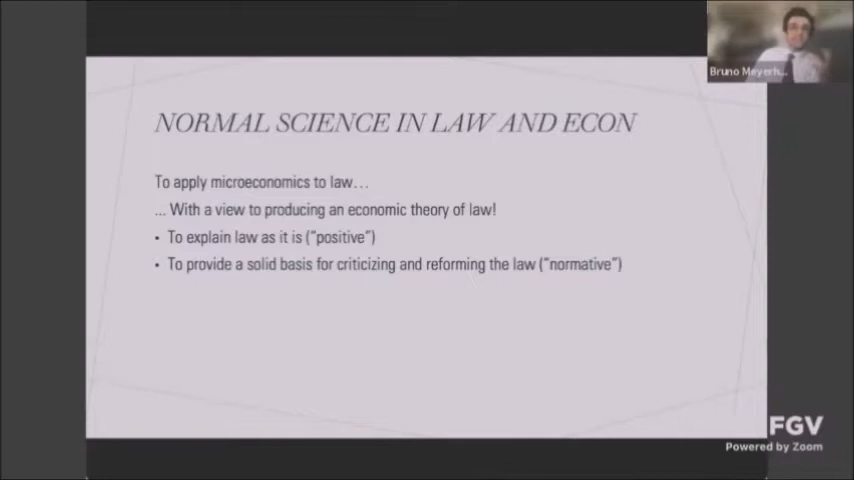 Bruno Meyerh...
NORMAL SCIENCE IN LAW AND ECON
To apply microeconomics to law...
... With a view to producing an economic theory of law!
• To explain law as it is ("positive")
• To provide a solid basis for criticizing and reforming the law ("normative")
FGV
Powered by Zoom